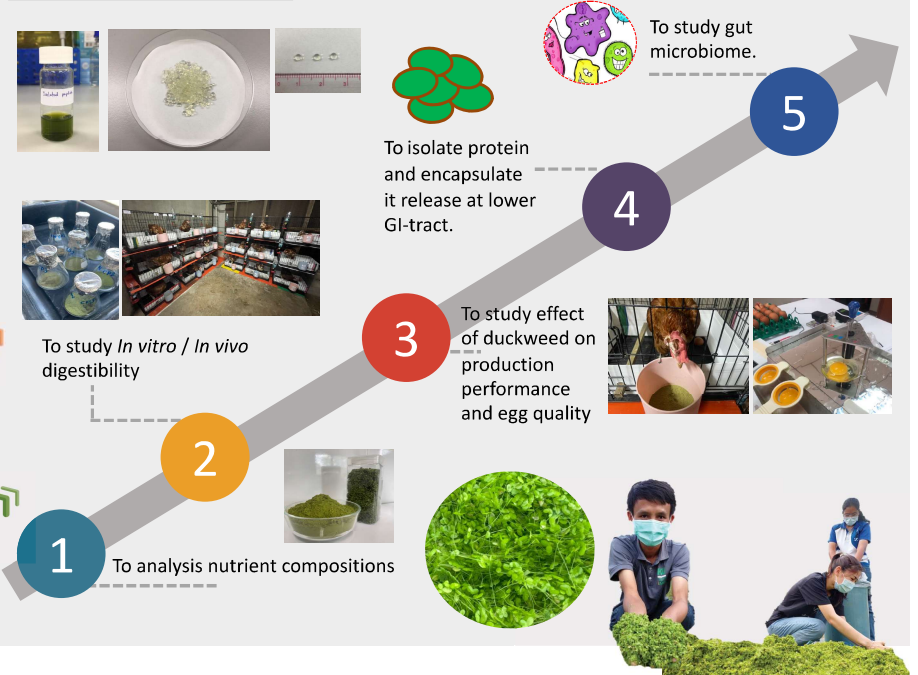 To study gut
microbiome.
5
To isolate protein
and encapsulate
it release at lower
GI-tract.
4
To study effect
of duckweed on
production
performance
and egg quality
3
To study In vitro / In vivo
digestibility
2
1
To analysis nutrient compositions